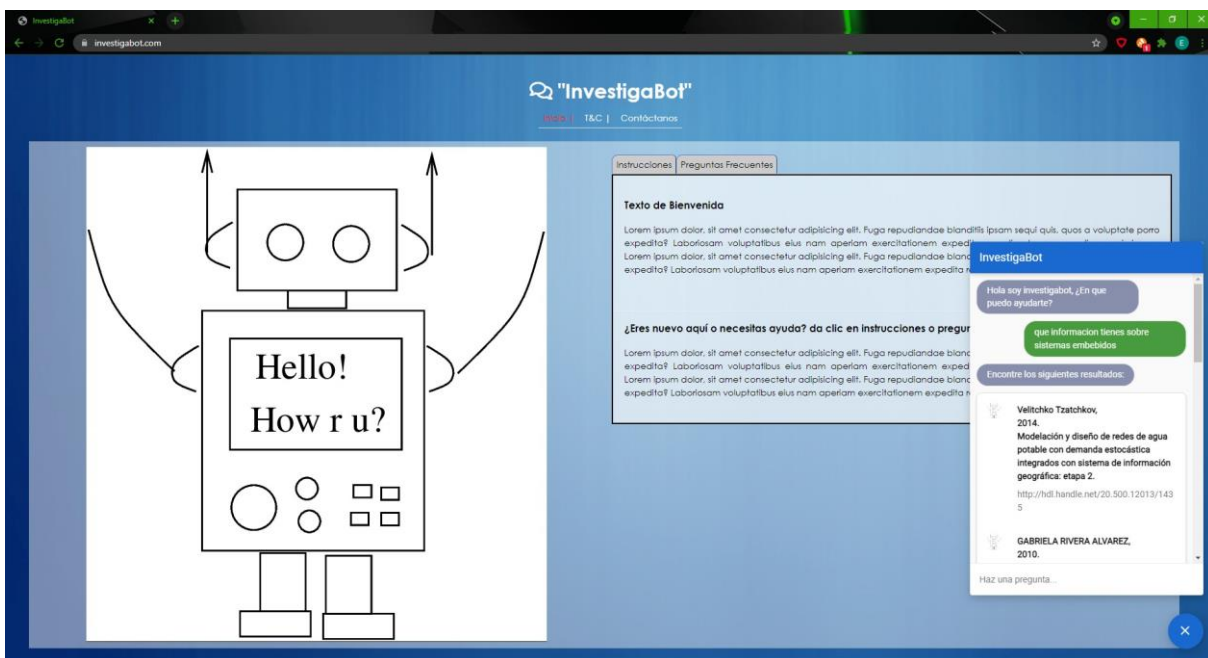 InvestigaBot
investigabot.com
E
"InvestigaBot"
Inicio | T&C | Contáctanos
Hello!
How r u?
Instrucciones Preguntas Frecuentes
Texto de Bienvenida
Lorem ipsum dolor, sit amet consectetur adipisicing elit. Fuga repudiandae blanditiis ipsam sequi quis, quos a voluptate porro
expedita? Laboriosam voluptatibus eius nam aperiam exercitationem
Lorem ipsum dolor, sit amet consectetur adipisicing elit. Fuga repudiandae
expedita? Laboriosam voluptatibus eius nam aperiam exercitationem expedita
¿Eres nuevo aquí o necesitas ayuda? da clic en instrucciones o
Lorem ipsum dolor, sit amet consectetur adipisicing elit. Fuga repudiandae
expedita? Laboriosam voluptatibus eius nam aperiam exercitationem
Lorem ipsum dolor, sit amet consectetur adipisicing elit. Fuga repudiandae
expedita? Laboriosam voluptatibus eius nam aperiam exercitationem expedita
InvestigaBot
Hola soy investigabot, ¿En que
puedo ayudarte?
que informacion tienes sobre
sistemas embebidos
Encontre los siguientes resultados:
Velitchko Tzatchkov,
2014.
Modelación y diseño de redes de agua
potable con demanda estocástica
integrados con sistema de información
geográfica: etapa 2.
http://hdl.handle.net/20.500.12013/143
5
GABRIELA RIVERA ALVAREZ,
2010.
Haz una pregunta...